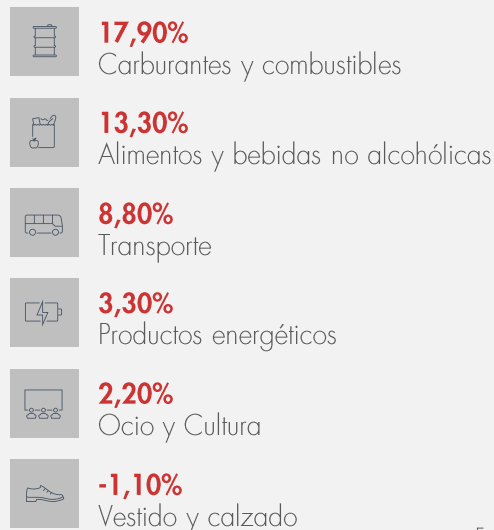 17,90%
Carburantes y combustibles
13,30%
Alimentos y bebidas no alcohólicas
8,80%
Transporte
3,30%
Productos energéticos
2,20%
Ocio y Cultura
-1,10%
Vestido y calzado